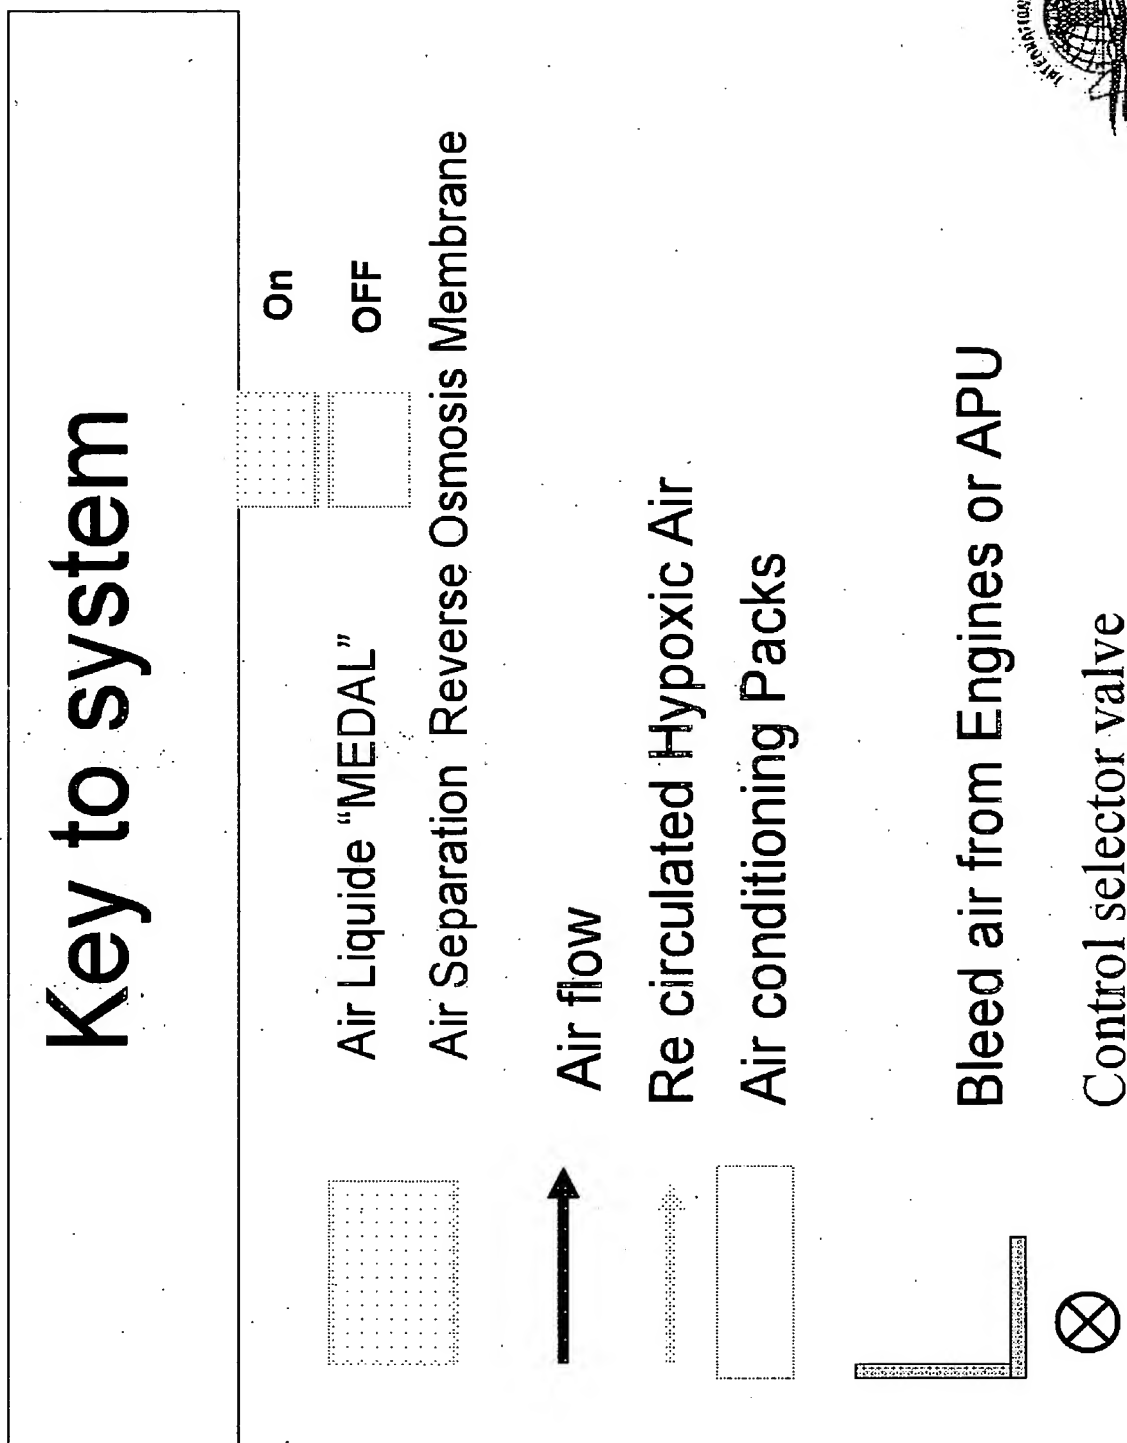 Key to system
On
Air Liquide “MEDAL”
OFF
Air Separation Reverse Osmosis Membrane
Air flow
Re circulated Hypoxic Air
Air conditioning Packs
Bleed air from Engines or APU
Control selector valve